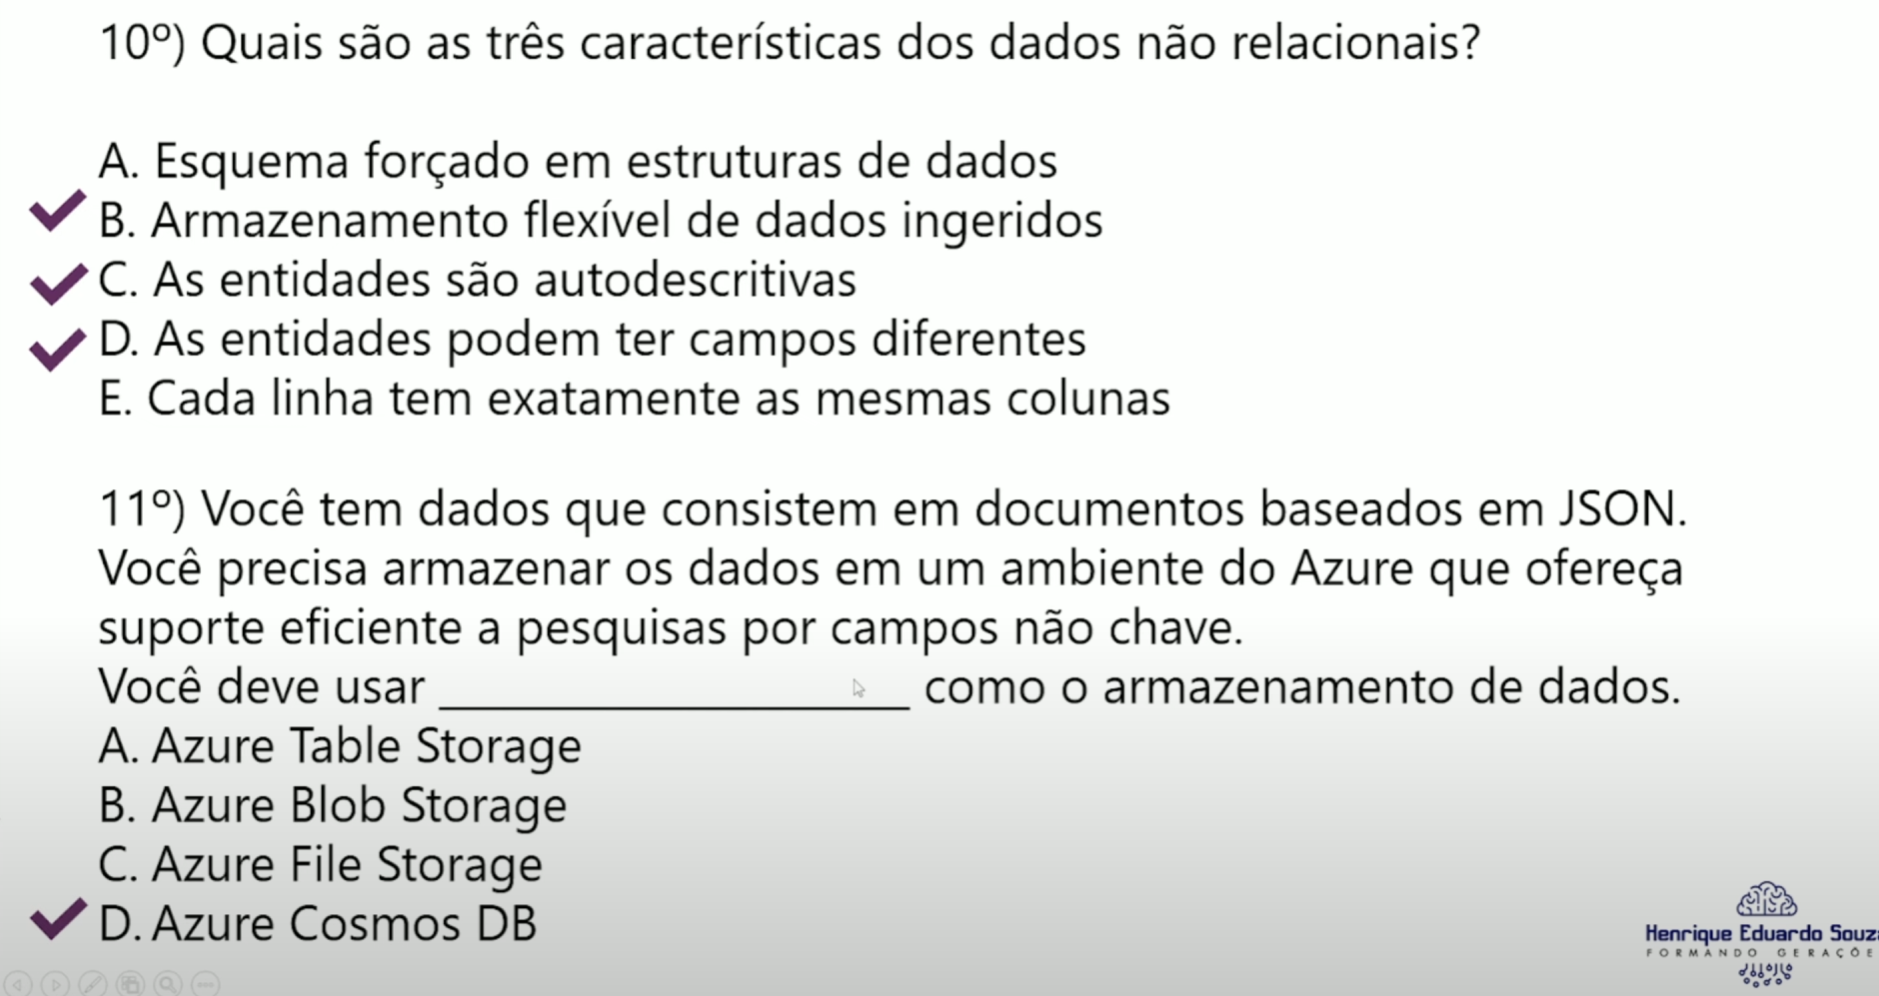 10º) Quais são as três características dos dados não relacionais?
A. Esquema forçado em estruturas de dados
B. Armazenamento flexível de dados ingeridos
C. As entidades são autodescritivas
D. As entidades podem ter campos diferentes
E. Cada linha tem exatamente as mesmas colunas
11º) Você tem dados que consistem em documentos baseados em JSON.
Você precisa armazenar os dados em um ambiente do Azure que ofereça
suporte eficiente a pesquisas por campos não chave.
Você deve usar ____________________ como o armazenamento de dados.
A. Azure Table Storage
B. Azure Blob Storage
C. Azure File Storage
D. Azure Cosmos DB
Henrique Eduardo Souz
FORMANDO GERAÇÕE